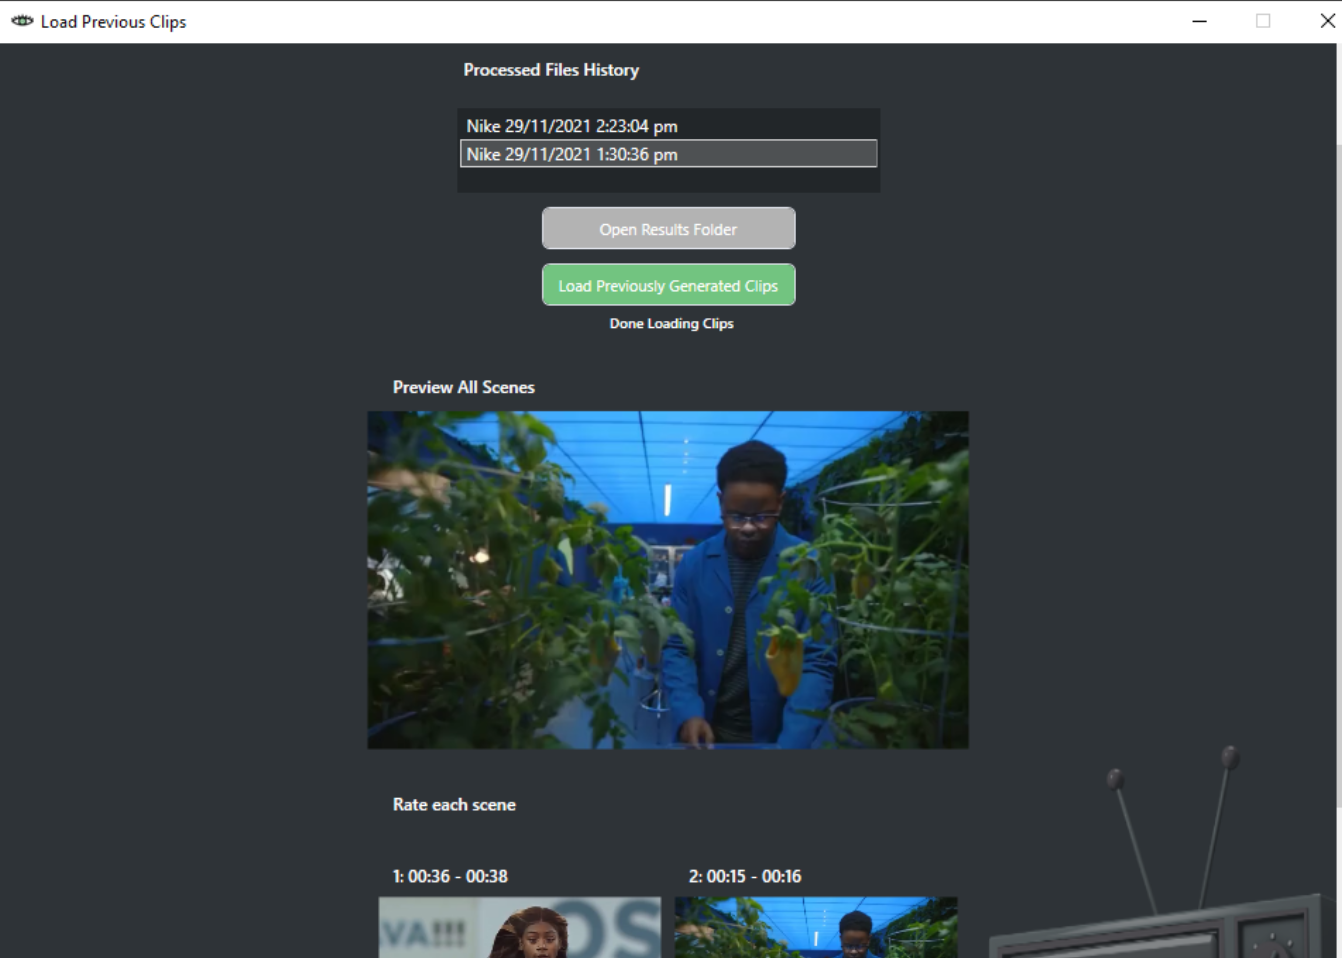 Load Previous Clips
Processed Files History
Nike 29/11/2021 2:23:04 pm
Nike 29/11/2021 1:30:36 pm
Open Results Folder
Load Previously Generated Clips
Done Loading Clips
Preview All Scenes
Rate each scene
1: 00:36 - 00:38
2: 00:15 - 00:16
VA!!!
OS